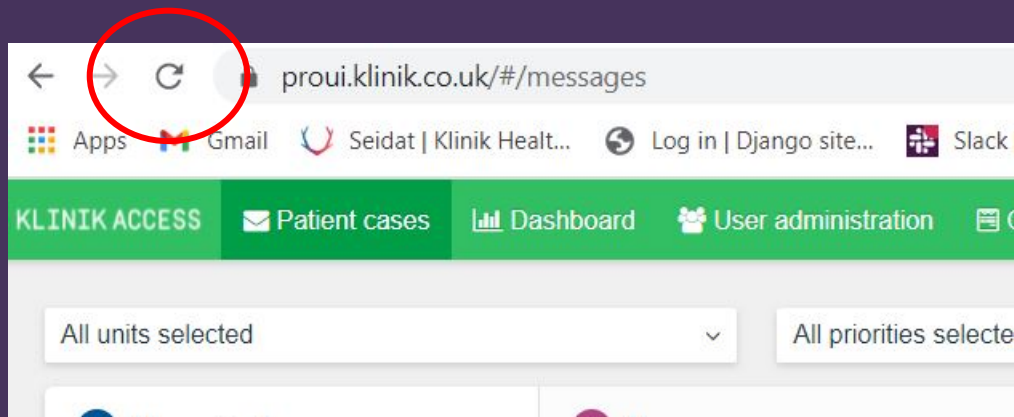 proui.klinik.co.uk/#/messages
Apps Gmail Seidat | Klinik Healt... Log in | Django site... Slack
KLINIK ACCESS Patient cases Dashboard User administration
All units selected All priorities selecte